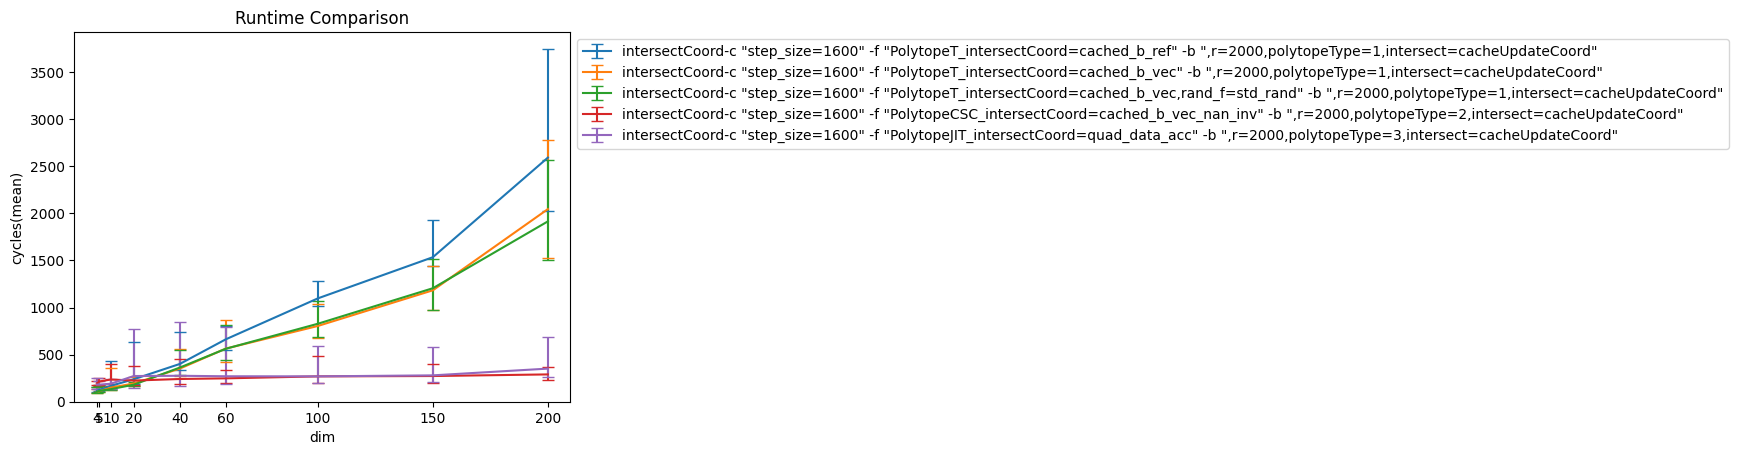 Runtime Comparison
cycles(mean)
3500
3000
2500
2000
1500
1000
500
0
4 5 10 20 40 60 100 150 200
dim
intersectCoord-c "step_size=1600" -f "PolytopeT_intersectCoord=cached_b_ref" -b ",r=2000,polytopeType=1,intersect=cacheUpdateCoord"
intersectCoord-c "step_size=1600" -f "PolytopeT_intersectCoord=cached_b_vec" -b ",r=2000,polytopeType=1,intersect=cacheUpdateCoord"
intersectCoord-c "step_size=1600" -f "PolytopeT_intersectCoord=cached_b_vec,rand_f=std_rand" -b ",r=2000,polytopeType=1,intersect=cacheUpdateCoord"
intersectCoord-c "step_size=1600" -f "PolytopeCSC_intersectCoord=cached_b_vec_nan_inv" -b ",r=2000,polytopeType=2,intersect=cacheUpdateCoord"
intersectCoord-c "step_size=1600" -f "PolytopeJIT_intersectCoord=quad_data_acc" -b ",r=2000,polytopeType=3,intersect=cacheUpdateCoord"